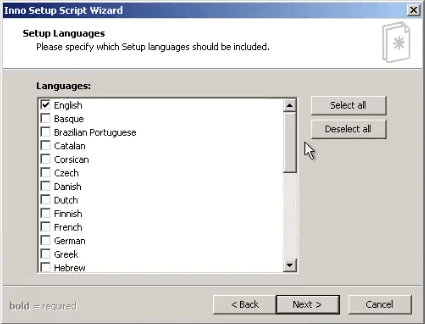 Inno Setup Script Wizard
Setup Languages
Please specify which Setup languages should be included.
Languages:
English
Basque
Brazilian Portuguese
Catalan
Corsican
Czech
Danish
Dutch
Finnish
French
German
Greek
Hebrew
Select all
Deselect all
bold = required
< Back
Next >
Cancel